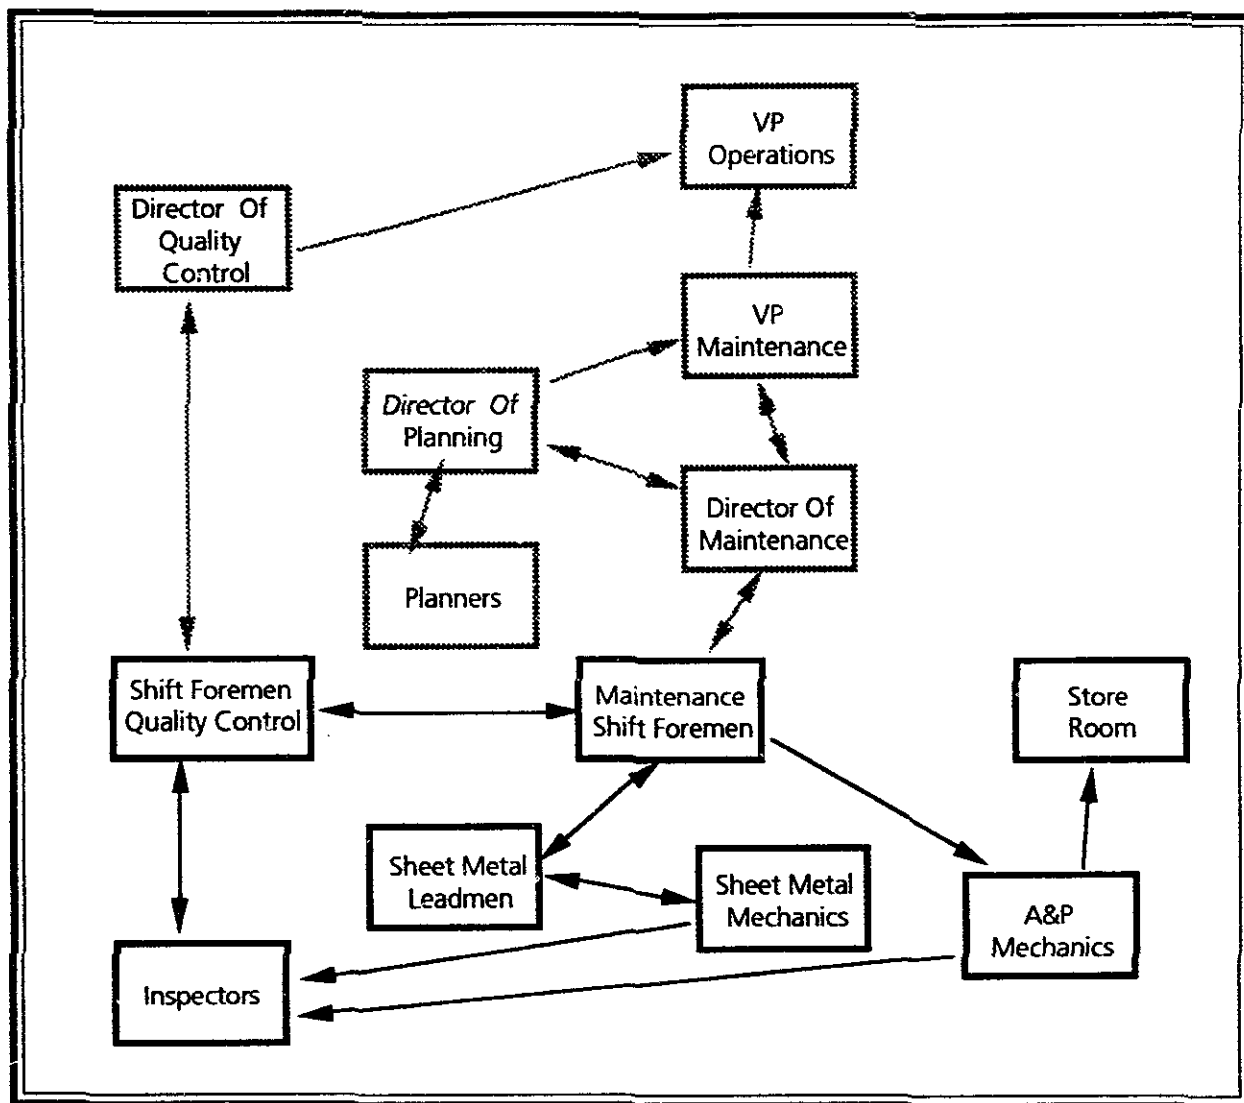 VP
Operations
Director Of
Quality
Control
VP
Maintenance
Director Of
Planning
Director Of
Maintenance
Planners
Shift Foremen
Quality Control
Maintenance
Shift Foremen
Store
Room
Sheet Metal
Leadmen
Sheet Metal
Mechanics
A&P
Mechanics
Inspectors